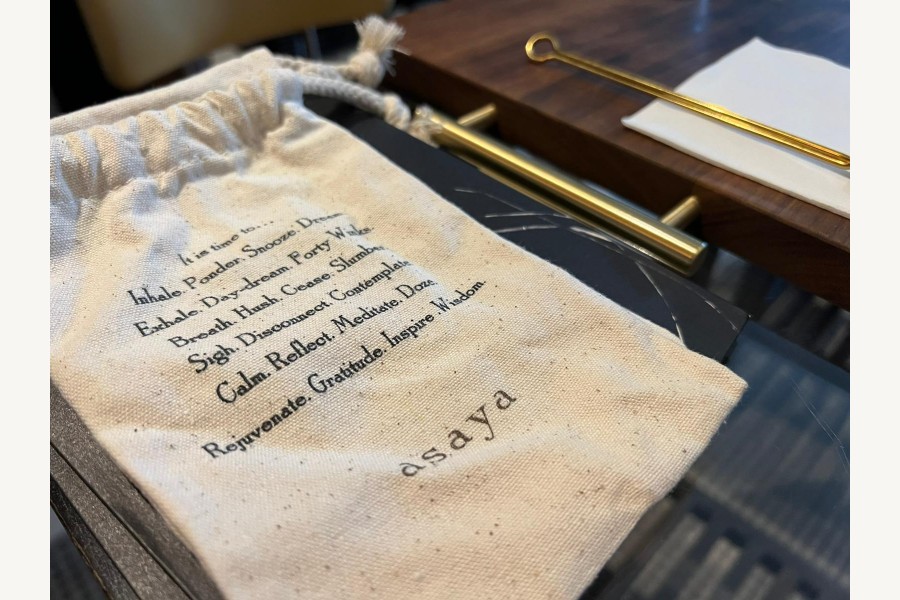 It is time to...
Inhale. Ponder. Snooze. Dream
Exhale. Day-dream. Forty Winks.
Breath. Hush. Cease. Slumber
Sigh. Disconnect. Contemplate
Calm. Reflect. Meditate. Doze
Rejuvenate. Gratitude. Inspire. Wisdom.
asaya